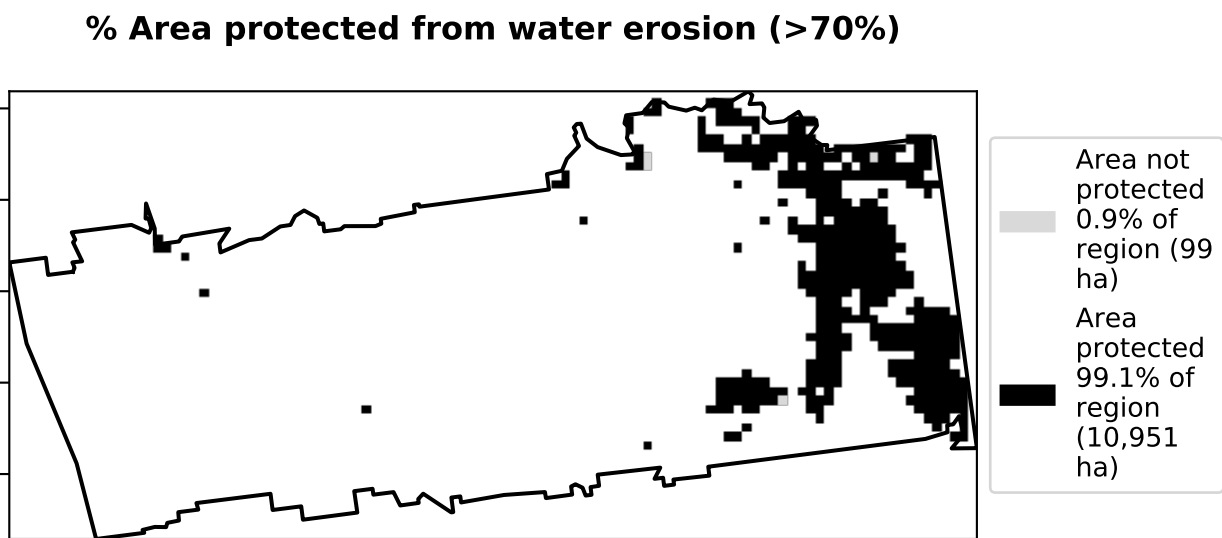 % Area protected from water erosion (>70%)
Area not
protected
0.9% of
region (99
ha)
Area
protected
99.1% of
region
(10,951
ha)